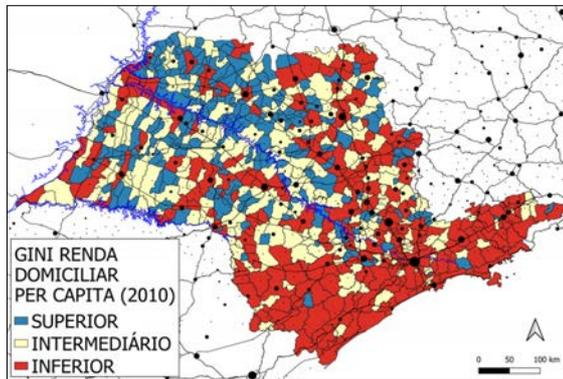 GINI RENDA
DOMICILIAR
PER CAPITA (2010)
SUPERIOR
INTERMEDIÁRIO
INFERIOR
0 50 100 km